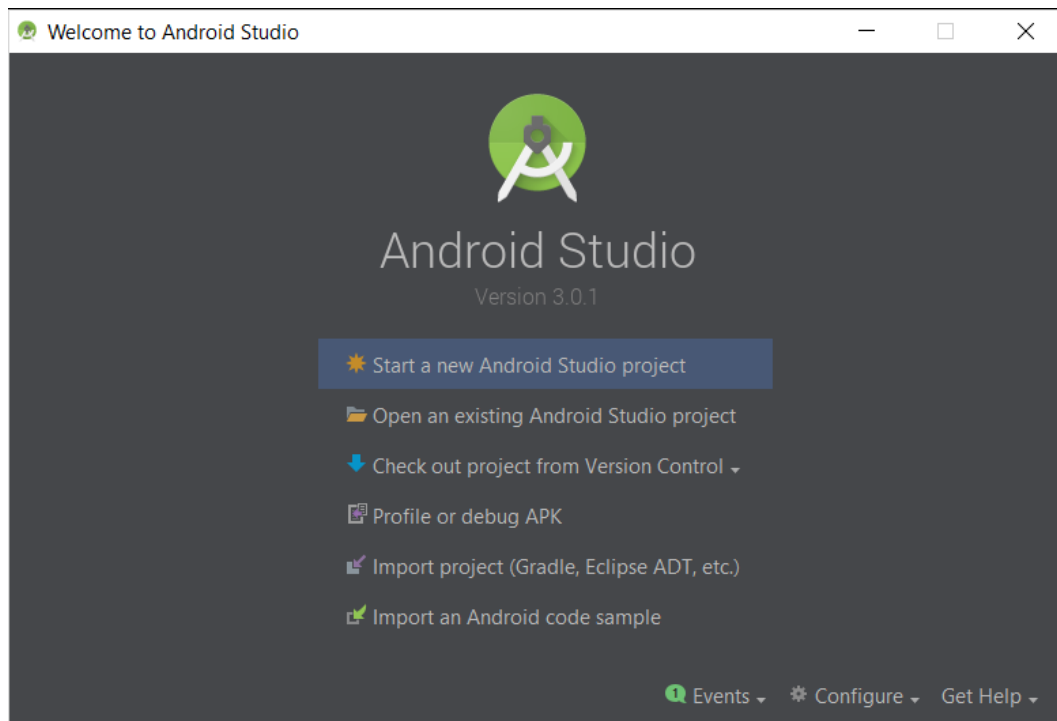 Welcome to Android Studio
Android Studio
Version 3.0.1
Start a new Android Studio project
Open an existing Android Studio project
Check out project from Version Control
Profile or debug APK
Import project (Gradle, Eclipse ADT, etc.)
Import an Android code sample
1 Events Configure Get Help